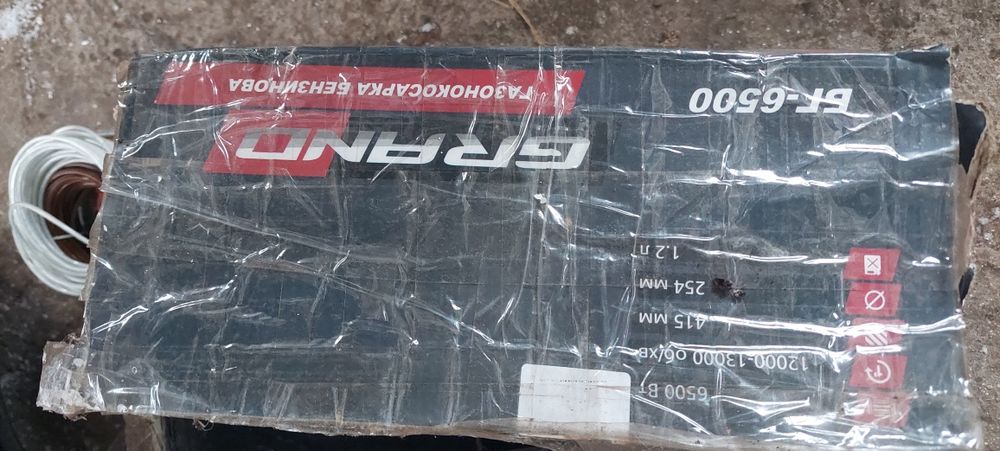 6500 Вт
12000-13000 об/хв
415 мм
254 мм
1.2 л
GRAND
БГ-6500
ГАЗОНОКОСАРКА БЕНЗИНОВА